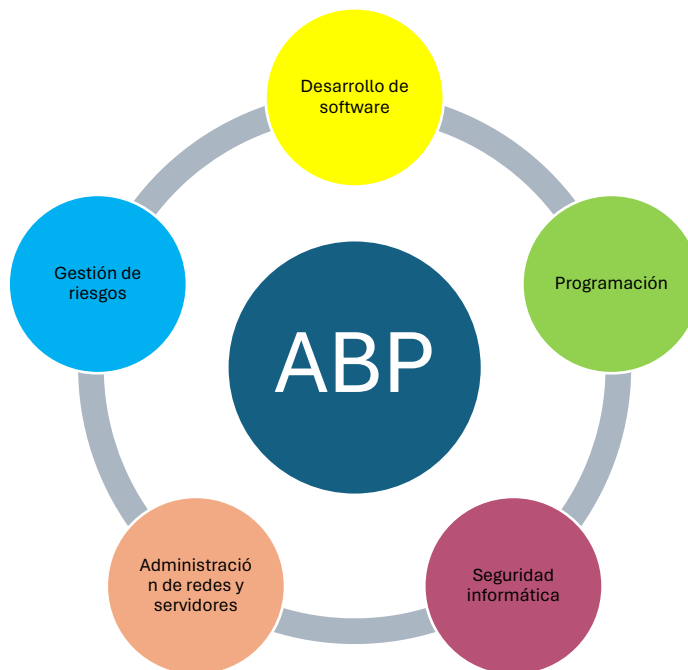 Desarrollo de
software
Programación
Seguridad
informática
Administració
n de redes y
servidores
Gestión de
riesgos
ABP